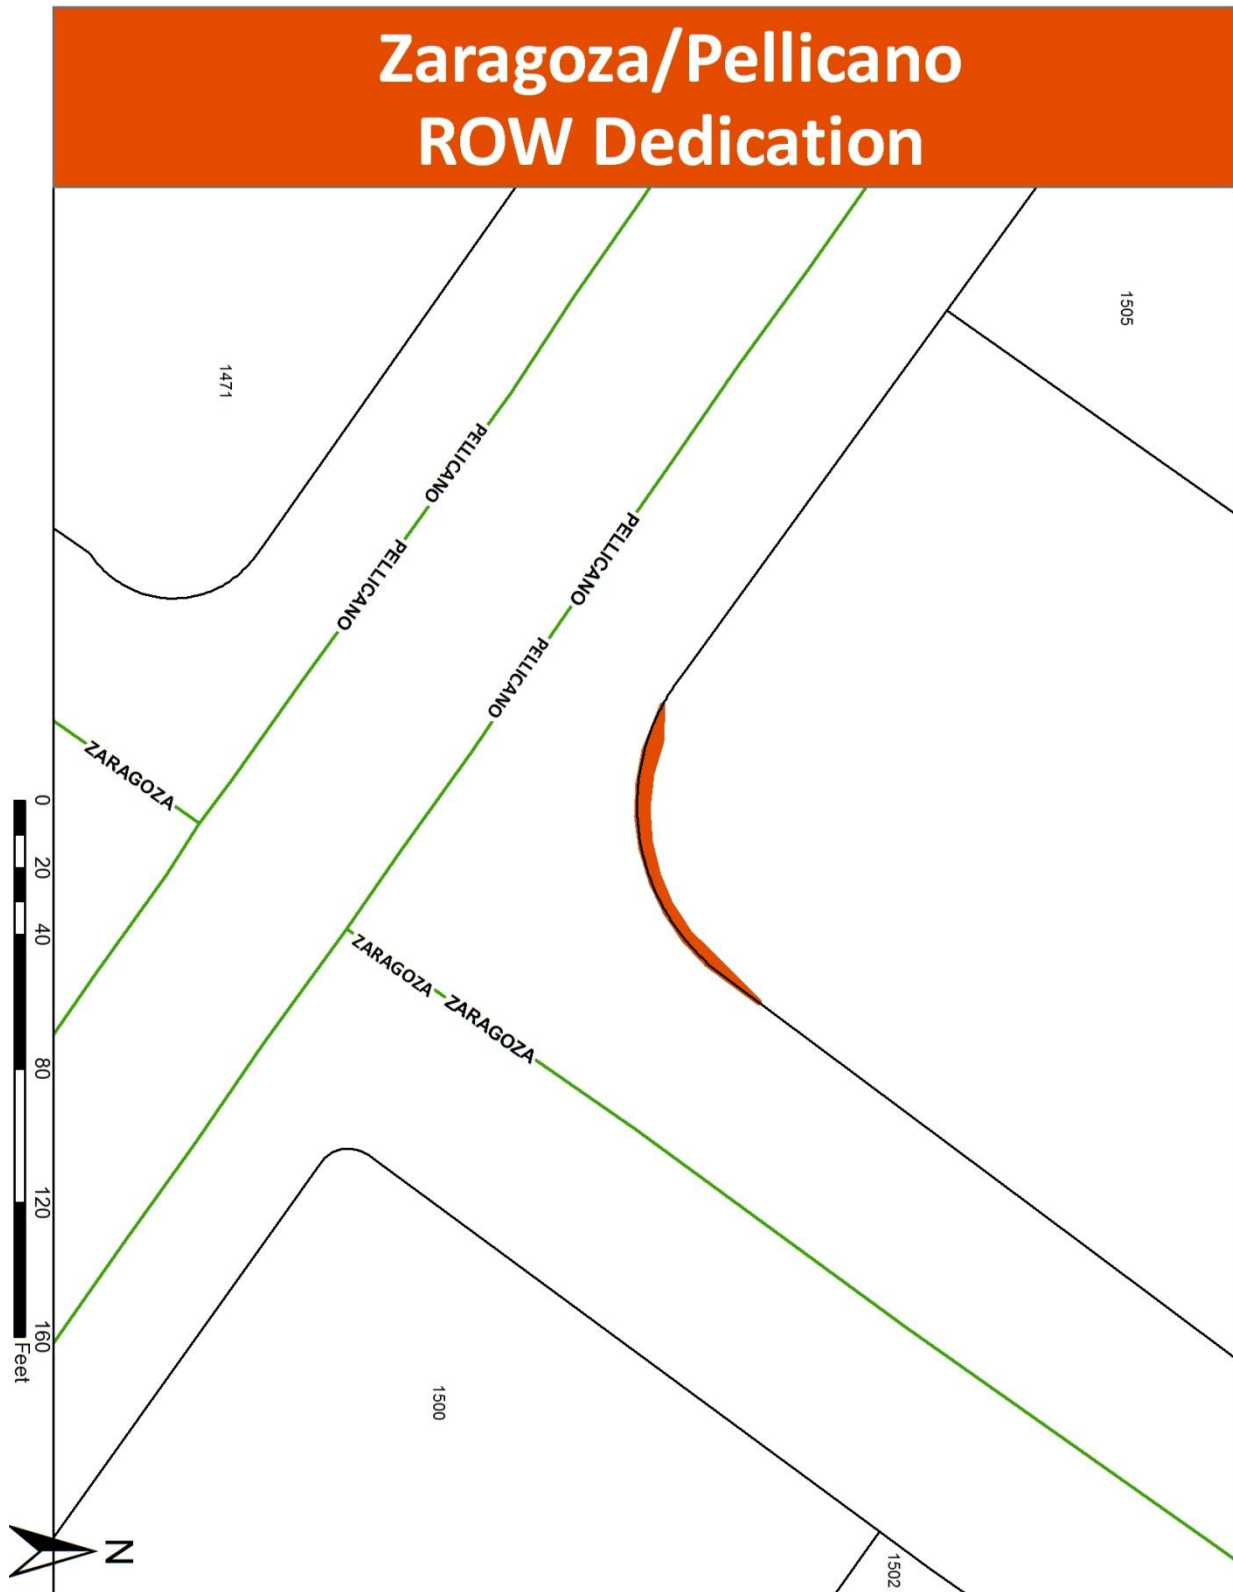 Zaragoza/Pellicano
ROW Dedication
1505
1471
PELLICANO
PELLICANO
PELLICANO
PELLICANO
ZARAGOZA
ZARAGOZA
ZARAGOZA
0
20
40
80
120
160
Feet
1500
1502
N